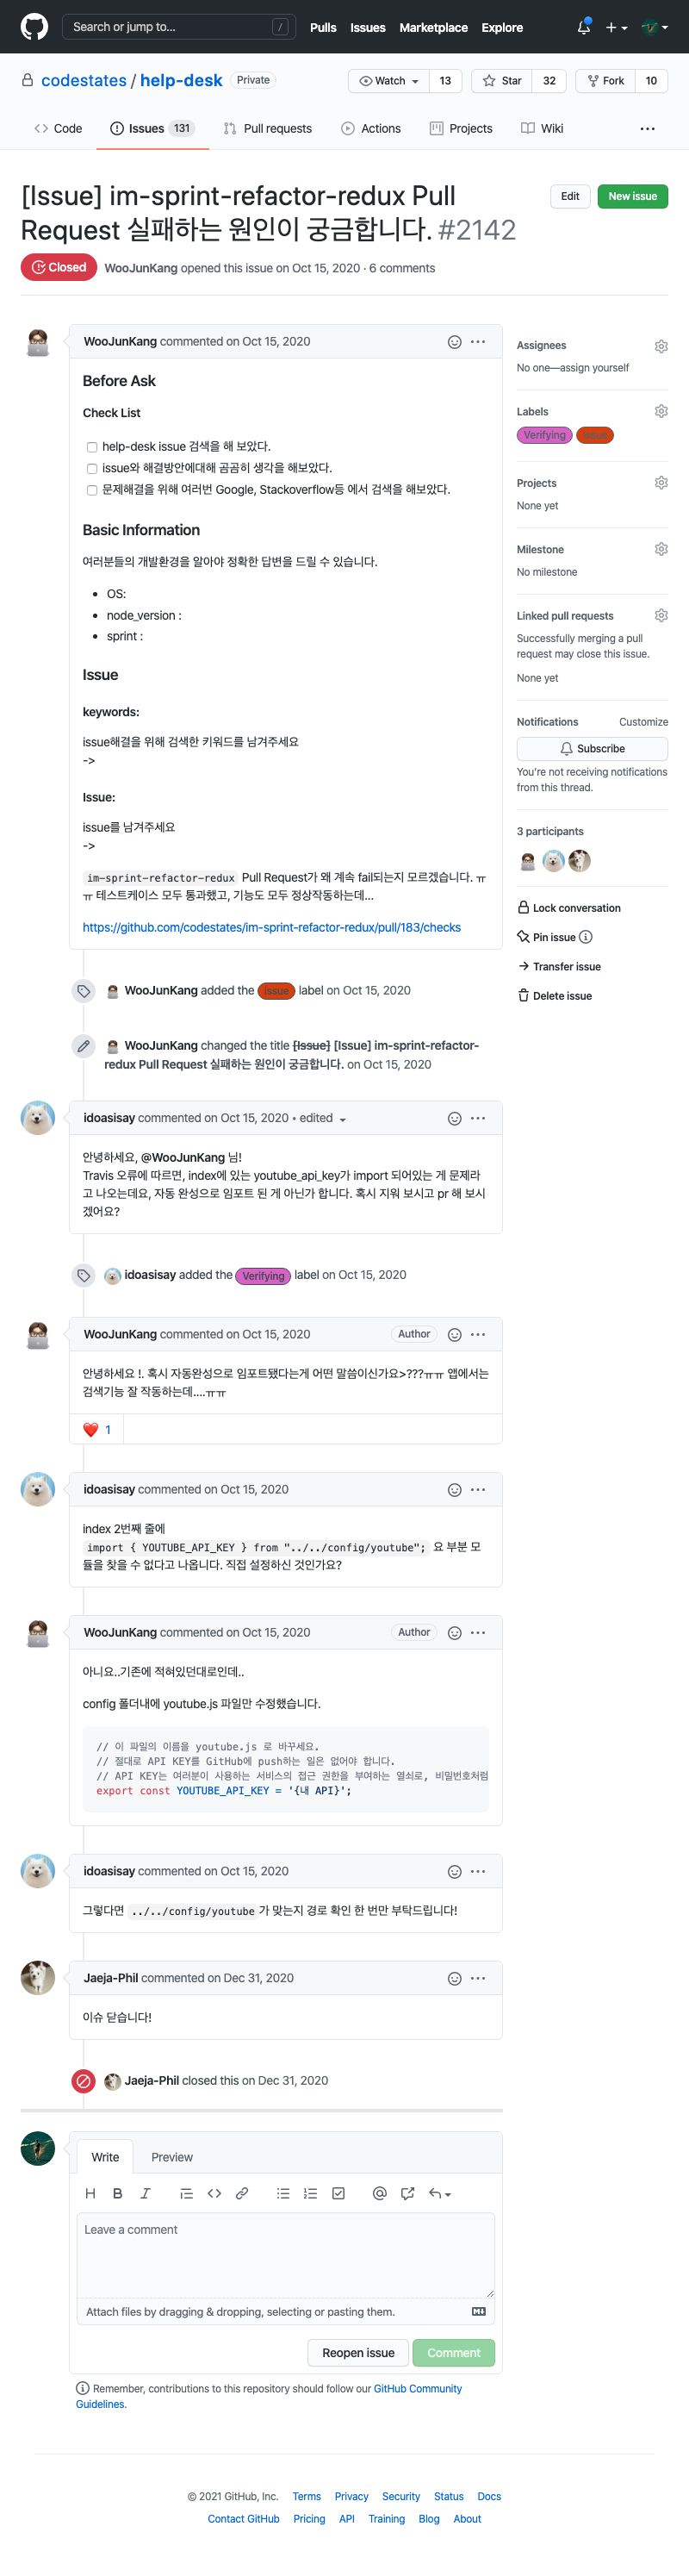 Search or jump to... /
Pulls Issues Marketplace Explore
codestates / help-desk Private
Watch 13 Star 32 Fork 10
Code Issues 131 Pull requests Actions Projects Wiki ...
[Issue] im-sprint-refactor-redux Pull
Request 실패하는 원인이 궁금합니다. #2142
Edit New issue
Closed WooJunKang opened this issue on Oct 15, 2020 · 6 comments
WooJunKang commented on Oct 15, 2020
Before Ask
Check List
help-desk issue 검색을 해 보았다.
issue와 해결방안에대해 곰곰히 생각을 해보았다.
문제해결을 위해 여러번 Google, Stackoverflow등 에서 검색을 해보았다.
Basic Information
여러분들의 개발환경을 알아야 정확한 답변을 드릴 수 있습니다.
• OS:
• node_version :
• sprint :
Issue
keywords:
issue해결을 위해 검색한 키워드를 남겨주세요
->
Issue:
issue를 남겨주세요
->
im-sprint-refactor-redux Pull Request가 왜 계속 fail되는지 모르겠습니다. ㅠ
ㅠ 테스트케이스 모두 통과했고, 기능도 모두 정상작동하는데...
https://github.com/codestates/im-sprint-refactor-redux/pull/183/checks
Assignees
No one—assign yourself
Labels
Verifying issue
Projects
None yet
Milestone
No milestone
Linked pull requests
Successfully merging a pull
request may close this issue.
None yet
Notifications Customize
Subscribe
You're not receiving notifications
from this thread.
3 participants
Lock conversation
Pin issue
Transfer issue
Delete issue
WooJunKang added the issue label on Oct 15, 2020
WooJunKang changed the title [Issue] [Issue] im-sprint-refactor-
redux Pull Request 실패하는 원인이 궁금합니다. on Oct 15, 2020
idoasisay commented on Oct 15, 2020 • edited
안녕하세요, @WooJunKang 님!
Travis 오류에 따르면, index에 있는 youtube_api_key가 import 되어있는 게 문제라
고 나오는데요, 자동 완성으로 임포트 된 게 아닌가 합니다. 혹시 지워 보시고 pr 해 보시
겠어요?
idoasisay added the Verifying label on Oct 15, 2020
WooJunKang commented on Oct 15, 2020 Author
안녕하세요 !. 혹시 자동완성으로 임포트됐다는게 어떤 말씀이신가요>???ㅠㅠ 앱에서는
검색기능 잘 작동하는데....ㅠㅠ
❤️ 1
idoasisay commented on Oct 15, 2020
index 2번째 줄에
import { YOUTUBE_API_KEY } from "../../config/youtube"; 요 부분 모
듈을 찾을 수 없다고 나옵니다. 직접 설정하신 것인가요?
WooJunKang commented on Oct 15, 2020 Author
아니요..기존에 적혀있던대로인데..
config 폴더내에 youtube.js 파일만 수정했습니다.
// 이 파일의 이름을 youtube.js 로 바꾸세요.
// 절대로 API KEY를 GitHub에 push하는 일은 없어야 합니다.
// API KEY는 여러분이 사용하는 서비스의 접근 권한을 부여하는 열쇠로, 비밀번호처럼
export const YOUTUBE_API_KEY = '{내 API}';
idoasisay commented on Oct 15, 2020
그렇다면 ../../config/youtube 가 맞는지 경로 확인 한 번만 부탁드립니다!
Jaeja-Phil commented on Dec 31, 2020
이슈 닫습니다!
Jaeja-Phil closed this on Dec 31, 2020
Write Preview
Leave a comment
Attach files by dragging & dropping, selecting or pasting them.
Reopen issue Comment
Remember, contributions to this repository should follow our GitHub Community
Guidelines.
© 2021 GitHub, Inc. Terms Privacy Security Status Docs
Contact GitHub Pricing API Training Blog About